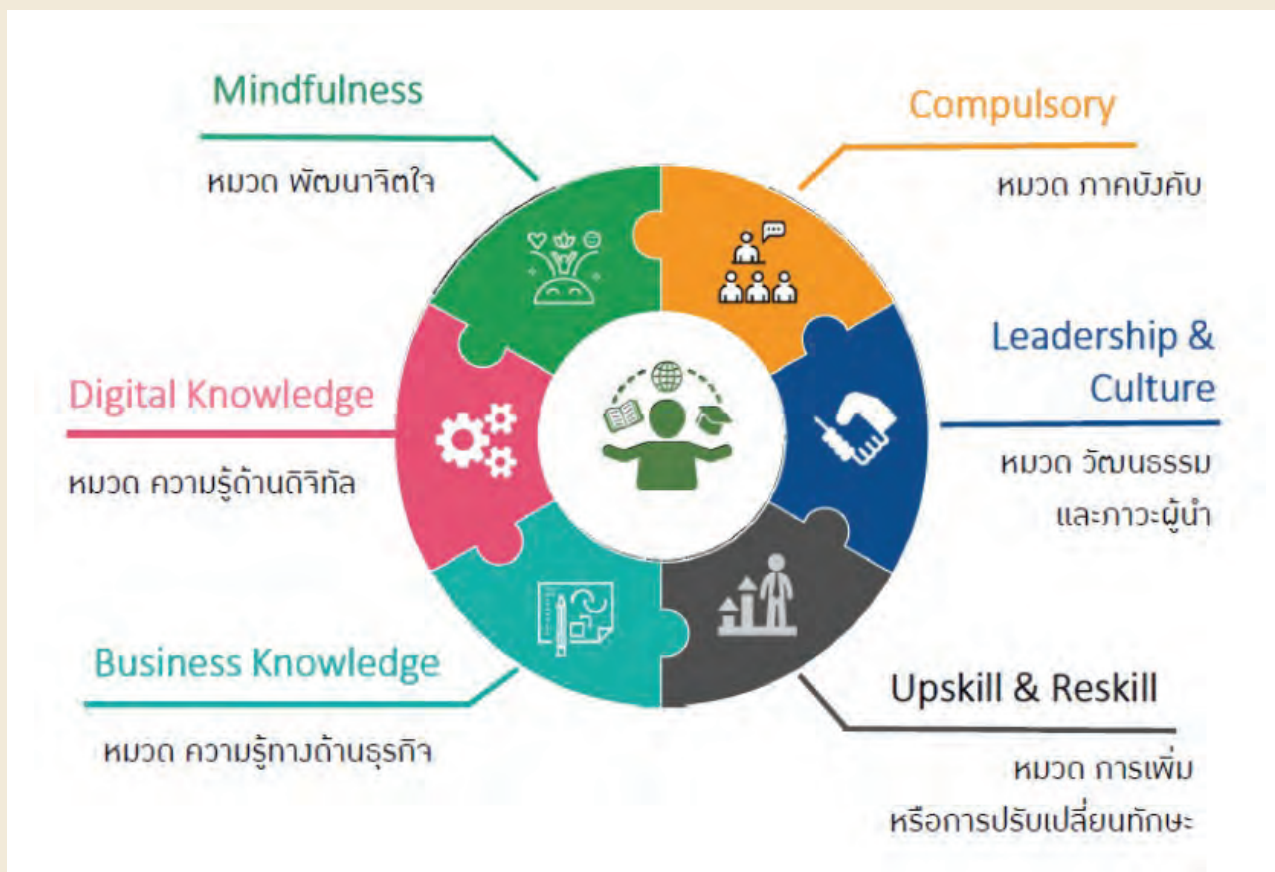 Mindfulness
หมวด พัฒนาจิตใจ
Compulsory
หมวด ภาคบังคับ
Digital Knowledge
หมวด ความรู้ด้านดิจิทัล
Leadership &
Culture
หมวด วัฒนธรรม
และภาวะผู้นำ
Business Knowledge
หมวด ความรู้ทางด้านธุรกิจ
Upskill & Reskill
หมวด การเพิ่ม
หรือการปรับเปลี่ยนทักษะ